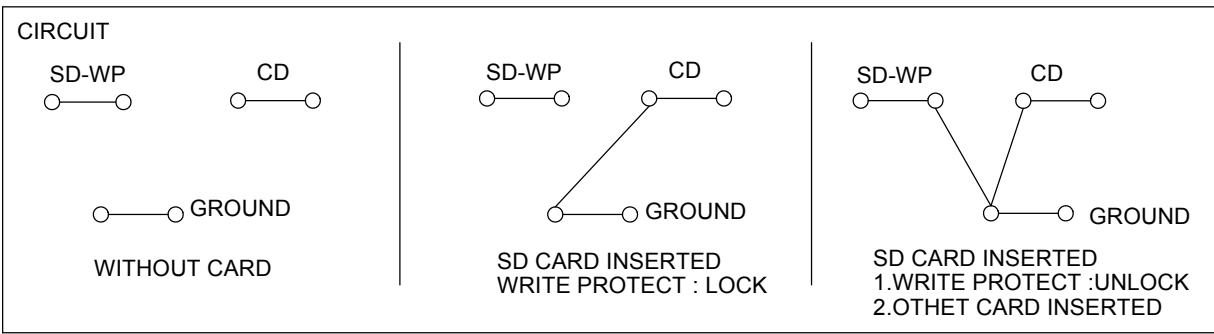 CIRCUIT
SD-WP
CD
GROUND
WITHOUT CARD
SD-WP
CD
GROUND
SD CARD INSERTED
WRITE PROTECT : LOCK
SD-WP
CD
GROUND
SD CARD INSERTED
1.WRITE PROTECT :UNLOCK
2.OTHET CARD INSERTED